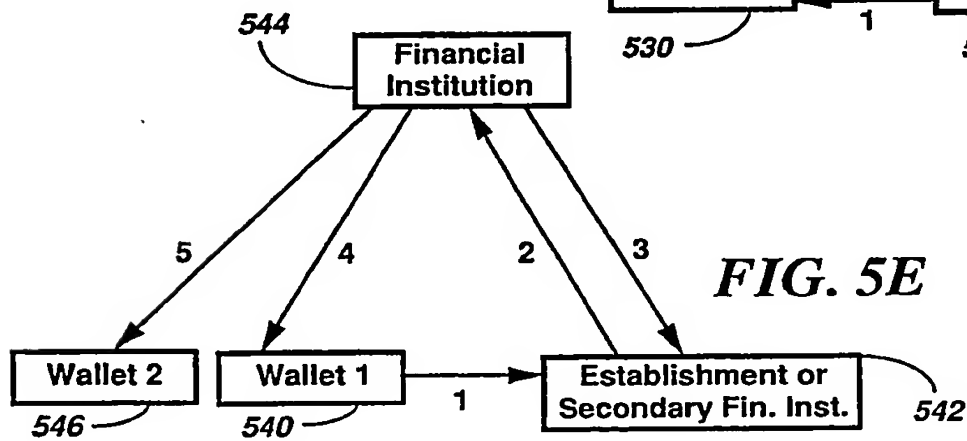 544
530
1
5
Financial
Institution
5
4
2
3
FIG. 5E
Wallet 2
Wallet 1
1
Establishment or
Secondary Fin. Inst.
546
540
542